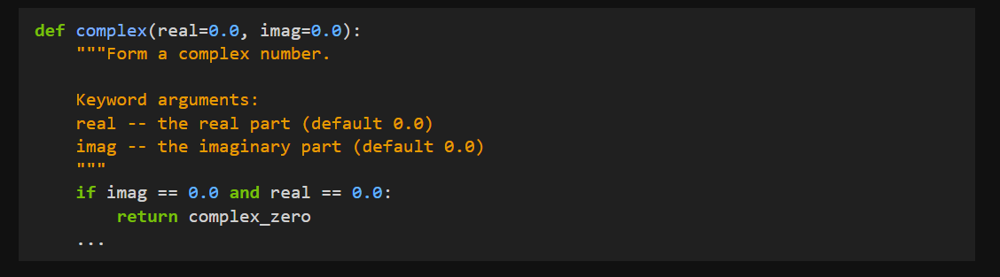 def complex(real=0.0, imag=0.0):
    """Form a complex number.

    Keyword arguments:
    real -- the real part (default 0.0)
    imag -- the imaginary part (default 0.0)
    """
    if imag == 0.0 and real == 0.0:
        return complex_zero
    ...